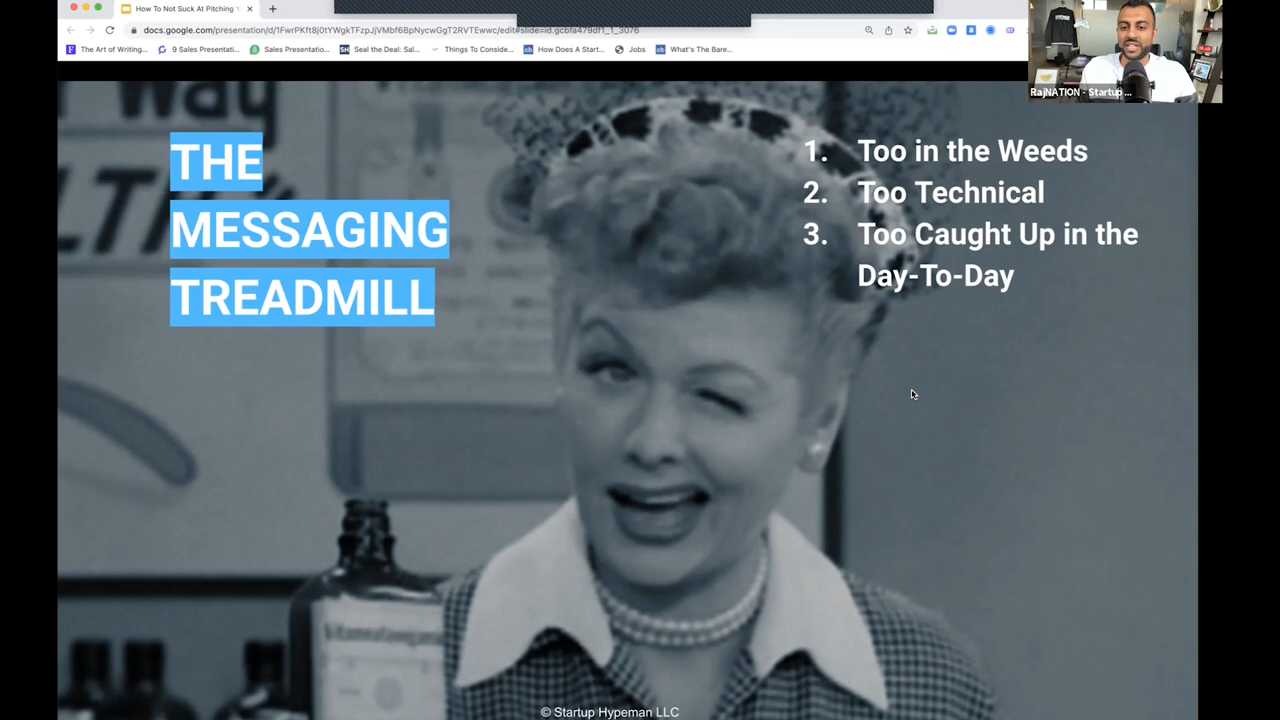 How To Not Suck At Pitching Y
docs.google.com/presentation/d/1FwrPKft8j0tYWgkTFzpJjVMbf6BpNycwGgT2RVTEwwc/edit#slide=id.gcbfa479df1_1_3076
The Art of Writing...
9 Sales Presentati...
Sales Presentatio...
Seal the Deal: Sal...
Things To Conside...
How Does A Start...
Jobs
What's The Bare...
HYPEMAN
RajNATION - Startup ...
Way
THE
MESSAGING
TREADMILL
1. Too in the Weeds
2. Too Technical
3. Too Caught Up in the
Day-To-Day
© Startup Hypeman LLC